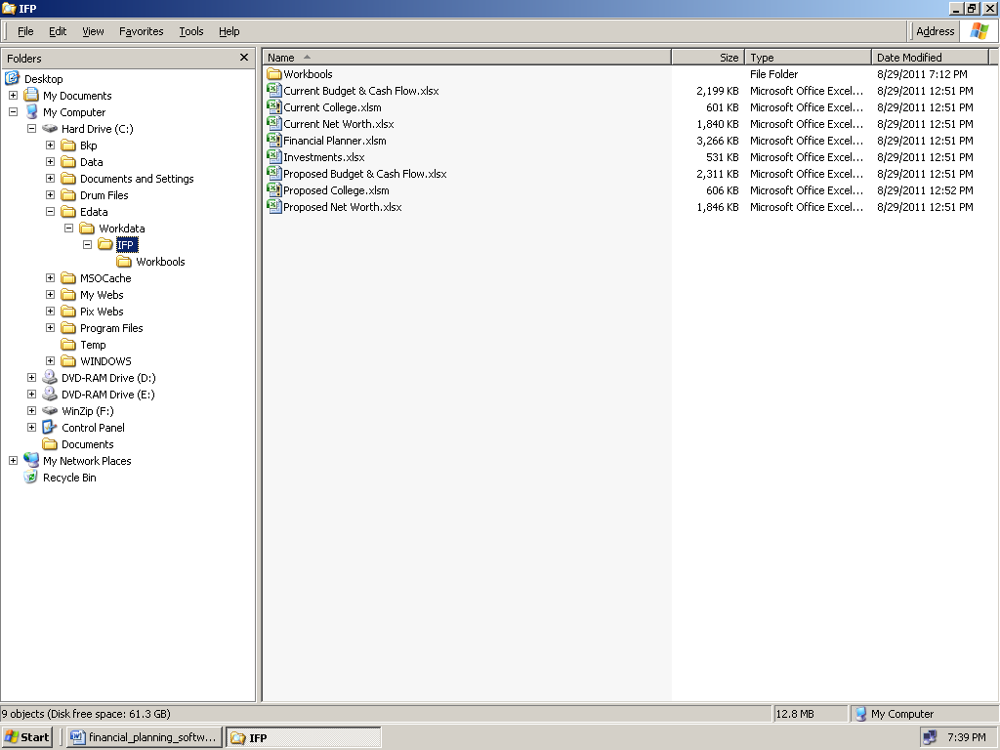 IFP
File Edit View Favorites Tools Help Address
Folders
Desktop
My Documents
My Computer
Hard Drive (C:)
Bkp
Data
Documents and Settings
Drum Files
Edata
Workdata
IFP
Workbools
MSOCache
My Webs
Pix Webs
Program Files
Temp
WINDOWS
DVD-RAM Drive (D:)
DVD-RAM Drive (E:)
WinZip (F:)
Control Panel
Documents
My Network Places
Recycle Bin
Name Size Type Date Modified
Workbools File Folder 8/29/2011 7:12 PM
Current Budget & Cash Flow.xlsx 2,199 KB Microsoft Office Excel... 8/29/2011 12:51 PM
Current College.xlsm 601 KB Microsoft Office Excel... 8/29/2011 12:51 PM
Current Net Worth.xlsx 1,840 KB Microsoft Office Excel... 8/29/2011 12:51 PM
Financial Planner.xlsm 3,266 KB Microsoft Office Excel... 8/29/2011 12:51 PM
Investments.xlsx 531 KB Microsoft Office Excel... 8/29/2011 12:51 PM
Proposed Budget & Cash Flow.xlsx 2,311 KB Microsoft Office Excel... 8/29/2011 12:51 PM
Proposed College.xlsm 606 KB Microsoft Office Excel... 8/29/2011 12:52 PM
Proposed Net Worth.xlsx 1,846 KB Microsoft Office Excel... 8/29/2011 12:51 PM
9 objects (Disk free space: 61.3 GB) 12.8 MB My Computer
Start financial_planning_softw... IFP 7:39 PM